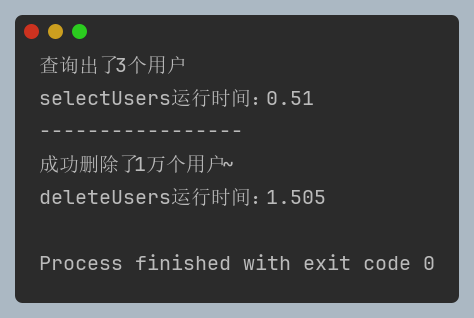 查询出了3个用户
selectUsers运行时间：0.51
-----------------
成功删除了1万个用户~
deleteUsers运行时间：1.505
Process finished with exit code 0